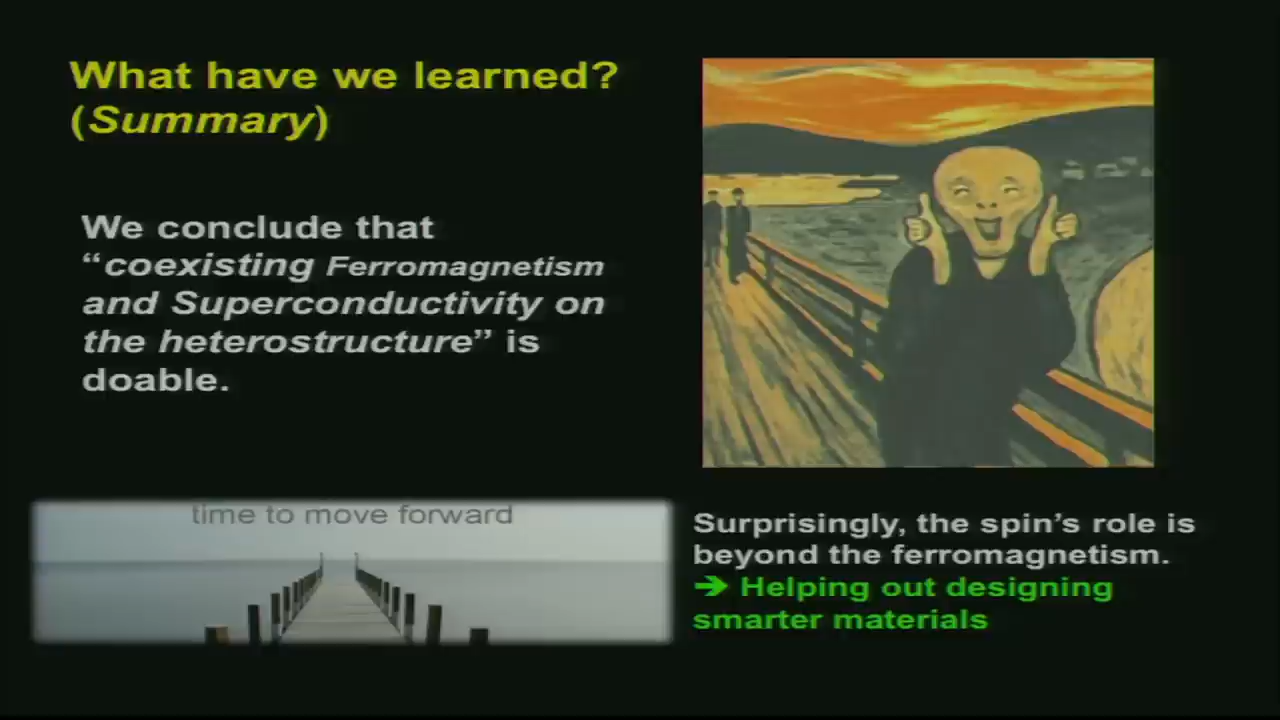 What have we learned?
(Summary)
We conclude that
“coexisting Ferromagnetism
and Superconductivity on
the heterostructure” is
doable.
time to move forward
Surprisingly, the spin’s role is
beyond the ferromagnetism.
➔ Helping out designing
smarter materials